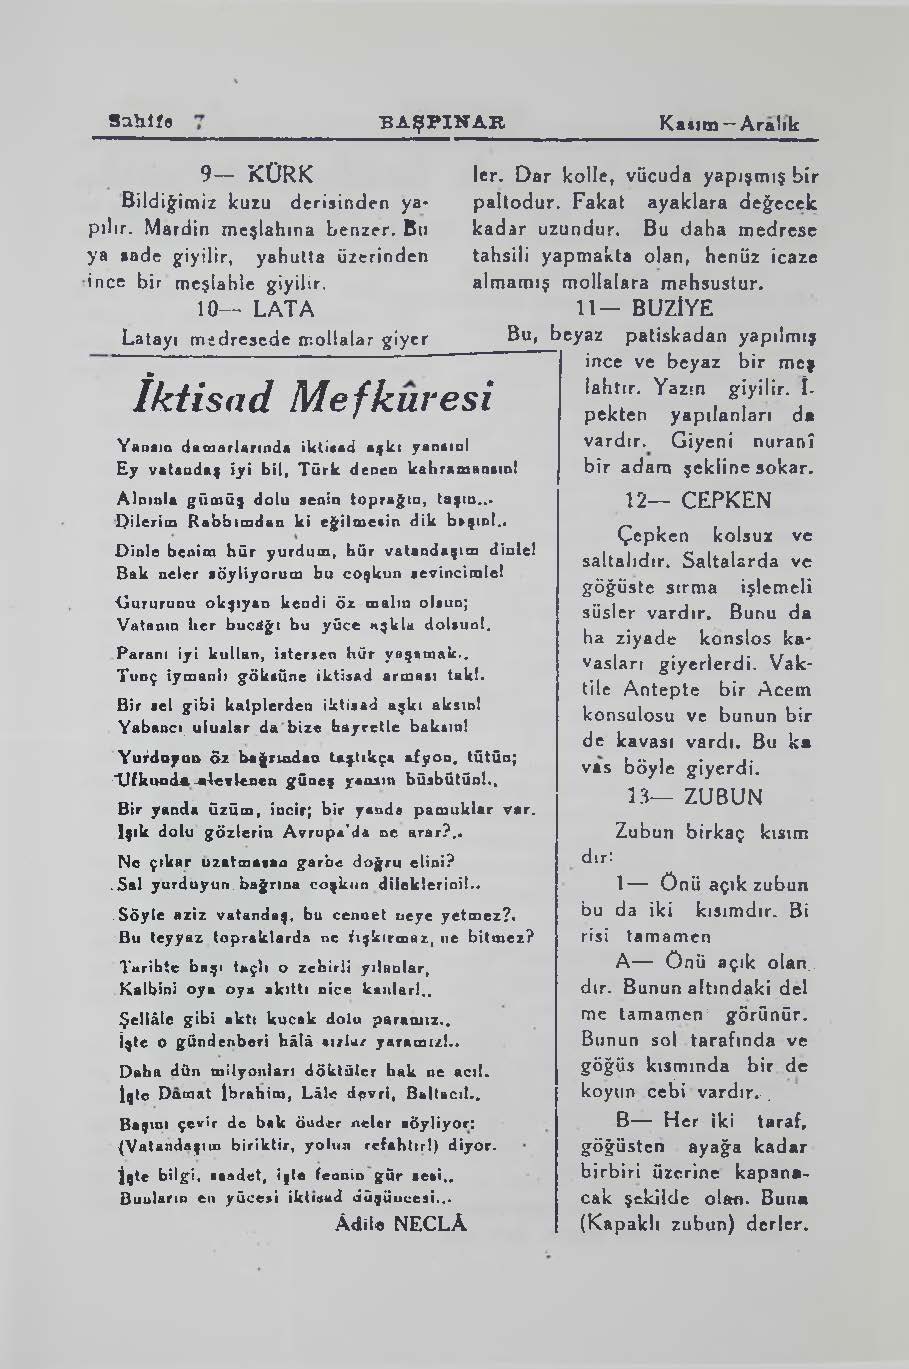 Sahife 7 BAŞPINAR Kasım—Aralık
9— KÜRK
Bildiğimiz kuzu derisinden ya-
pılır. Mardin meşlahına benzer. Bu
ya sade giyilir, yahutta üzerinden
ince bir meşlahle giyilir.
10— LATA
Latayı medresede mollalar giyer
ler. Dar kolle, vücuda yapışmış bir
paltodur. Fakat ayaklara değecek
kadar uzundur. Bu daha medrese
tahsili yapmakta olan, henüz icaze
almamış mollalara mahsustur.
11— BUZİYE
Bu, beyaz patiskadan yapılmış
ince ve beyaz bir meş
lahtır. Yazın giyilir. İ-
pekten yapılanları da
vardır. Giyeni nuranî
bir adam şekline sokar.
12— CEPKEN
Çepken kolsuz ve
saltalıdır. Saltalarda ve
göğüste sırma işlemeli
süsler vardır. Bunu da
ha ziyade konslos ka-
vasları giyerlerdi. Vak-
tile Antepte bir Acem
konsulosu ve bunun bir
de kavası vardı. Bu ka
vas böyle giyerdi.
13— ZUBUN
Zubun birkaç kısım
dır:
1— Önü açık zubun
bu da iki kısımdır. Bi
risi tamamen
A— Önü açık olan
dır. Bunun altındaki del
me tamamen görünür.
Bunun sol tarafında ve
göğüs kısmında bir de
koyun cebi vardır.
B— Her iki taraf,
göğüsten ayağa kadar
birbiri üzerine kapana-
cak şekilde olan. Buna
(Kapaklı zubun) derler.
İktisad Mefkûresi
Yansın damarlarında iktisad aşkı yansın!
Ey vatandaş iyi bil, Türk denen kahramansın!
Alnınla gümüş dolu senin toprağın, taşın...
Dilerim Rabbımdan ki eğilmesin dik başın!..
Dinle benim hür yurdum, hür vatandaşım dinle!
Bak neler söyliyorum bu coşkun sevincimle!
Gururunu okşıyan kendi öz malın olsun;
Vatanın her bucağı bu yüce aşkla dolsun!.
Paranı iyi kullan, istersen hür yaşamak..
Tunç iymanlı göksüne iktisad arması tak!.
Bir sel gibi kalplerden iktisad aşkı aksın!
Yabancı uluslar da bize hayretle baksın!
Yurduyun öz bağrından taştıkça afyon, tütün;
Ufkunda alevlenen güneş yansın büsbütün!..
Bir yanda üzüm, incir; bir yanda pamuklar var.
Işık dolu gözlerin Avrupa'da ne arar?..
Ne çıkar uzatmasan garbe doğru elini?
Sal yurduyun bağrına coşkun dileklerini!..
Söyle aziz vatandaş, bu cennet neye yetmez?.
Bu feyyaz topraklarda ne fışkırmaz, ne bitmez?
Tarihte başı taçlı o zehirli yılanlar,
Kalbini oya oya akıttı nice kanlar!..
Şellâle gibi aktı kucak dolu paramız..
İşte o gündenberi hâlâ sızlar yaramız!..
Daha dün milyonları döktüler bak ne acı!.
İşte Dâmat İbrahim, Lâle devri, Baltacı!..
Başını çevir de bak önder neler söyliyor;
(Vatandaşım biriktir, yolun refahtır!) diyor.
İşte bilgi, saadet, işte fennin gür sesi..
Bunların en yücesi iktisad düşüncesi...
Âdile NECLÂ